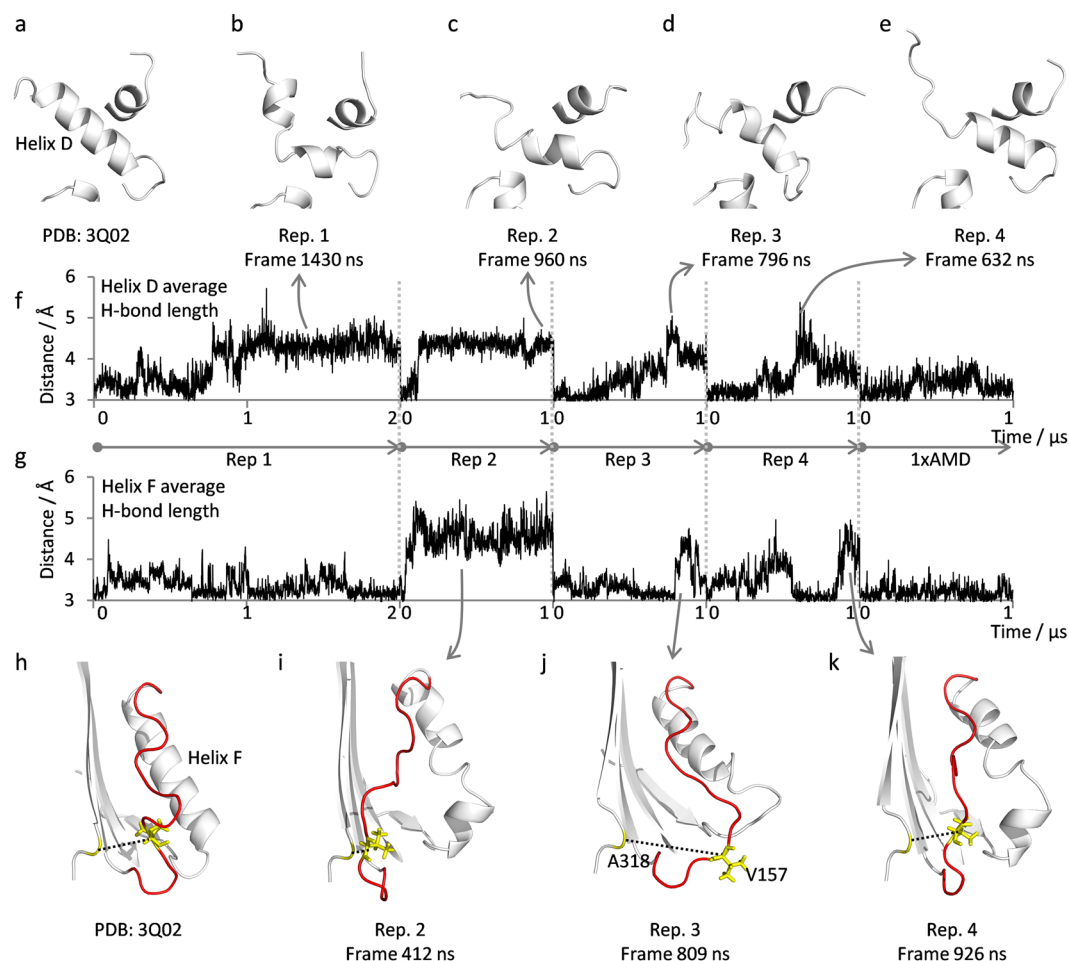 a
b
c
d
e
Helix D
PDB: 3Q02
Rep. 1
Frame 1430 ns
Rep. 2
Frame 960 ns
Rep. 3
Frame 796 ns
Rep. 4
Frame 632 ns
f
Distance / Å
6
5
4
3
Helix D average
H-bond length
0 1 2 0 1 0 1 0 1 0 1
Time / µs
Rep 1
Rep 2
Rep 3
Rep 4
1xAMD
g
Distance / Å
6
5
4
3
Helix F average
H-bond length
0 1 2 0 1 0 1 0 1 0 1
Time / µs
h
i
j
k
Helix F
A318
V157
PDB: 3Q02
Rep. 2
Frame 412 ns
Rep. 3
Frame 809 ns
Rep. 4
Frame 926 ns